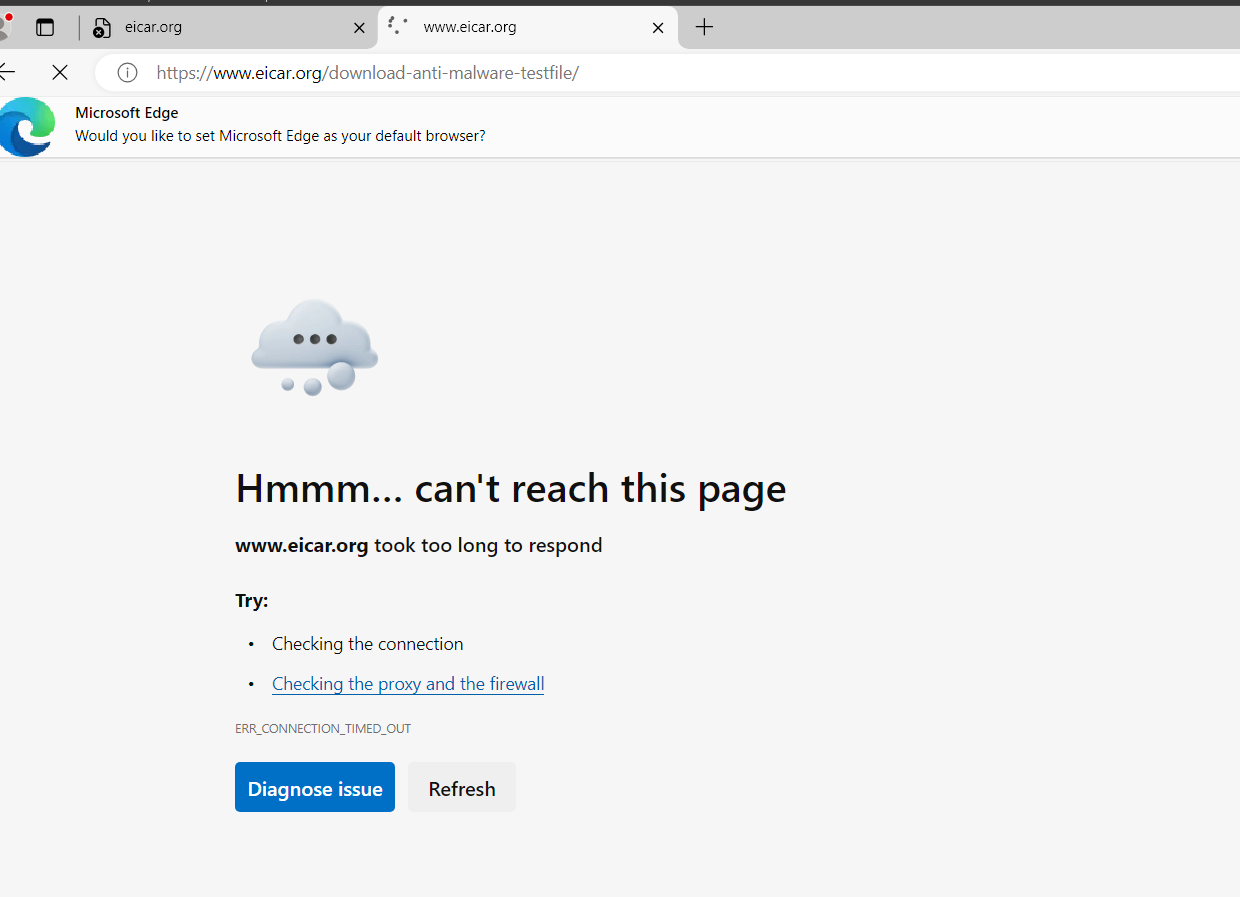 eicar.org
www.eicar.org
https://www.eicar.org/download-anti-malware-testfile/
Microsoft Edge
Would you like to set Microsoft Edge as your default browser?
Hmmm... can't reach this page
www.eicar.org took too long to respond
Try:
• Checking the connection
• Checking the proxy and the firewall
ERR_CONNECTION_TIMED_OUT
Diagnose issue
Refresh